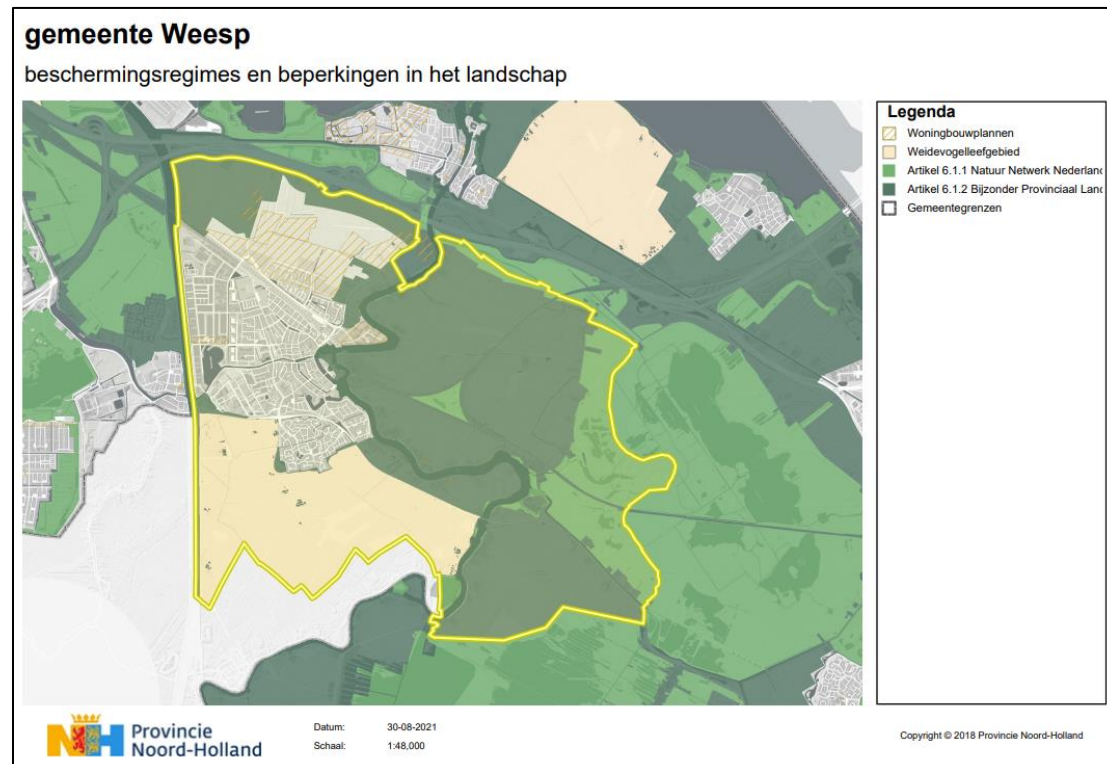 gemeente Weesp
beschermingsregimes en beperkingen in het landschap
Legenda
Woningbouwplannen
Weidevogelleefgebied
Artikel 6.1.1 Natuur Netwerk Nederlan
Artikel 6.1.2 Bijzonder Provinciaal Lan
Gemeentegrenzen
Provincie
Noord-Holland
Datum: 30-08-2021
Schaal: 1:48,000
Copyright © 2018 Provincie Noord-Holland